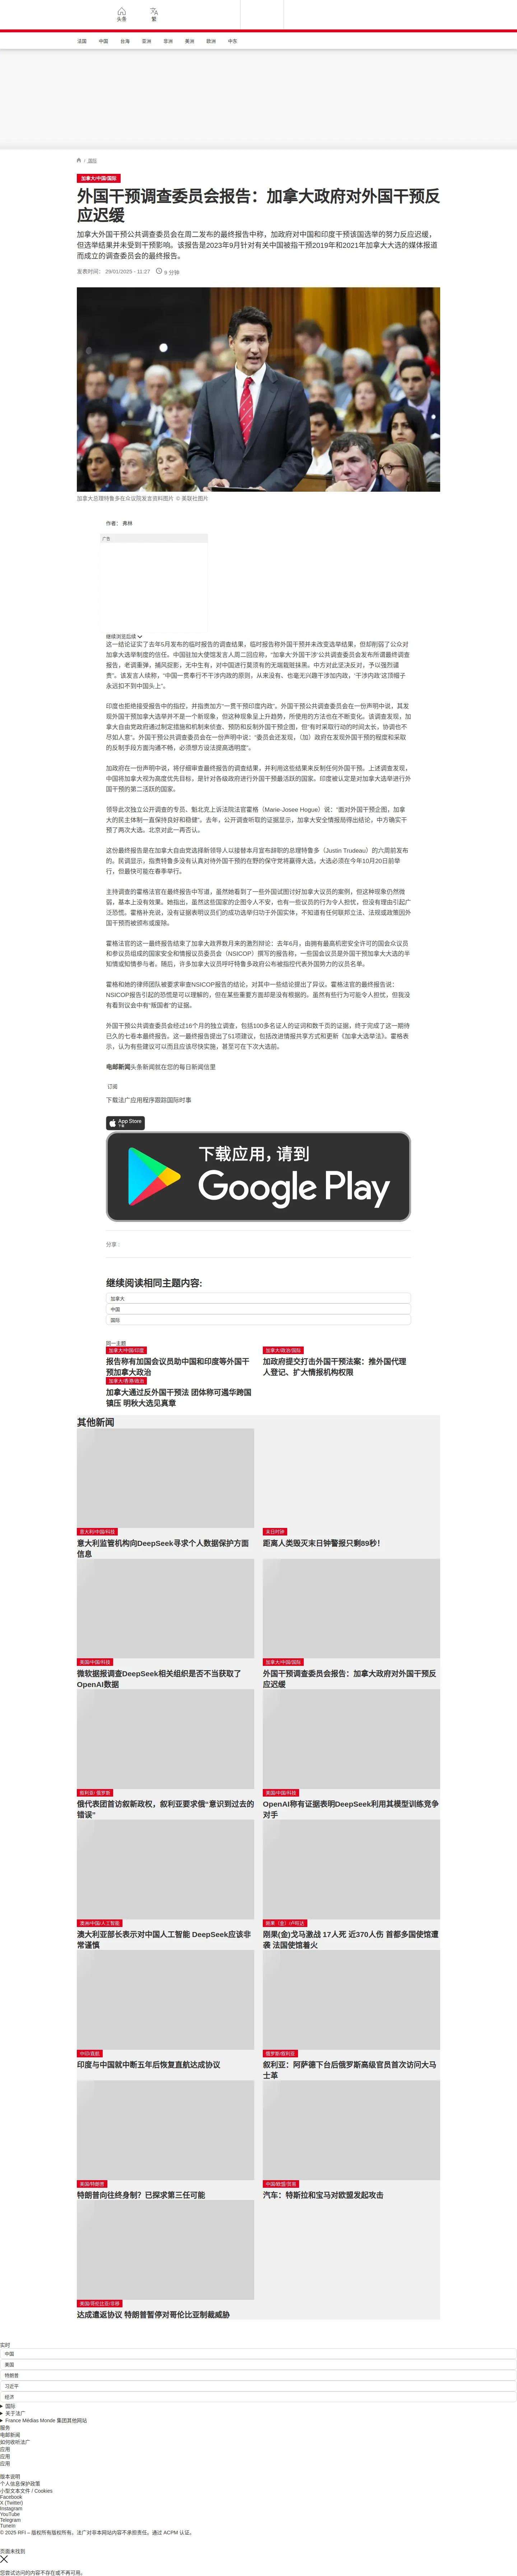 头条
繁
法国
中国
台海
亚洲
非洲
美洲
欧洲
中东
/ 国际
加拿大/中国/国际
外国干预调查委员会报告：加拿大政府对外国干预反
应迟缓
加拿大外国干预公共调查委员会在周二发布的最终报告中称，加政府对中国和印度干预该国选举的努力反应迟缓，
但选举结果并未受到干预影响。该报告是2023年9月针对有关中国被指干预2019年和2021年加拿大大选的媒体报道
而成立的调查委员会的最终报告。
发表时间： 29/01/2025 - 11:27
9 分钟
加拿大总理特鲁多在众议院发言资料图片 © 美联社图片
作者： 弗林
广告
继续浏览后续
这一结论证实了去年5月发布的临时报告的调查结果，临时报告称外国干预并未改变选举结果，但却削弱了公众对
加拿大选举制度的信任。中国驻加大使馆发言人周二回应称，“加拿大‘外国干涉’公共调查委员会发布所谓最终调查
报告，老调重弹，捕风捉影，无中生有，对中国进行莫须有的无端栽赃抹黑。中方对此坚决反对，予以强烈谴
责”。该发言人续称，“中国一贯奉行不干涉内政的原则，从来没有、也毫无兴趣干涉加内政，‘干涉内政’这顶帽子
永远扣不到中国头上”。
印度也拒绝接受报告中的指控，并指责加方“一贯干预印度内政”。外国干预公共调查委员会在一份声明中说，其发
现外国干预加拿大选举并不是一个新现象，但这种现象呈上升趋势，所使用的方法也在不断变化。该调查发现，加
拿大自由党政府通过制定措施和机制来侦查、预防和反制外国干预企图，但“有时采取行动的时间太长，协调也不
尽如人意”。外国干预公共调查委员会在一份声明中说：“委员会还发现，（加）政府在发现外国干预的程度和采取
的反制手段方面沟通不畅，必须想方设法提高透明度”。
加政府在一份声明中说，将仔细审查最终报告的调查结果，并利用这些结果来反制任何外国干预。上述调查发现，
中国将加拿大视为高度优先目标，是针对各级政府进行外国干预最活跃的国家。印度被认定是对加拿大选举进行外
国干预的第二活跃的国家。
领导此次独立公开调查的专员、魁北克上诉法院法官霍格（Marie-Josee Hogue）说：“面对外国干预企图，加拿
大的民主体制一直保持良好和稳健”。去年，公开调查听取的证据显示，加拿大安全情报局得出结论，中方确实干
预了两次大选。北京对此一再否认。
这份最终报告是在加拿大自由党选择新领导人以接替本月宣布辞职的总理特鲁多（Justin Trudeau）的六周前发布
的。民调显示，指责特鲁多没有认真对待外国干预的在野的保守党将赢得大选。大选必须在今年10月20日前举
行，但最快可能在春季举行。
主持调查的霍格法官在最终报告中写道，虽然她看到了一些外国试图讨好加拿大议员的案例，但这种现象仍然微
弱，基本上没有效果。她指出，虽然这些国家的企图令人不安，也有一些议员的行为令人担忧，但没有理由引起广
泛恐慌。霍格补充说，没有证据表明议员们的成功选举归功于外国实体，不知道有任何联邦立法、法规或政策因外
国干预而被颁布或废除。
霍格法官的这一最终报告结束了加拿大政界数月来的激烈辩论：去年6月，由拥有最高机密安全许可的国会众议员
和参议员组成的国家安全和情报议员委员会（NSICOP）撰写的报告称，一些国会议员是外国干预加拿大大选的半
知情或知情参与者。随后，许多加拿大议员呼吁特鲁多政府公布被指控代表外国势力的议员名单。
霍格和她的律师团队被要求审查NSICOP报告的结论，对其中一些结论提出了异议。霍格法官的最终报告说：
NSICOP报告引起的恐慌是可以理解的，但在某些重要方面却是没有根据的。虽然有些行为可能令人担忧，但我没
有看到议会中有“叛国者”的证据。
外国干预公共调查委员会经过16个月的独立调查，包括100多名证人的证词和数千页的证据，终于完成了这一期待
已久的七卷本最终报告。这一最终报告提出了51项建议，包括改进情报共享方式和更新《加拿大选举法》。霍格表
示，认为有些建议可以而且应该尽快实施，甚至可在下次大选前。
电邮新闻头条新闻就在您的每日新闻信里
订阅
下载法广应用程序跟踪国际时事
App Store
下载应用，请到
Google Play
分享 :
继续阅读相同主题内容:
加拿大
中国
国际
同一主题
加拿大/中国/印度
报告称有加国会议员助中国和印度等外国干
预加拿大政治
加拿大/政治/国际
加政府提交打击外国干预法案：推外国代理
人登记、扩大情报机构权限
加拿大/香港/政治
加拿大通过反外国干预法 团体称可遏华跨国
镇压 明秋大选见真章
其他新闻
意大利/中国/科技
意大利监管机构向DeepSeek寻求个人数据保护方面
信息
末日时钟
距离人类毁灭末日钟警报只剩89秒！
美国/中国/科技
微软据报调查DeepSeek相关组织是否不当获取了
OpenAI数据
加拿大/中国/国际
外国干预调查委员会报告：加拿大政府对外国干预反
应迟缓
叙利亚/ 俄罗斯
俄代表团首访叙新政权，叙利亚要求俄“意识到过去的
错误”
美国/中国/科技
OpenAI称有证据表明DeepSeek利用其模型训练竞争
对手
澳洲/中国/人工智能
澳大利亚部长表示对中国人工智能 DeepSeek应该非
常谨慎
刚果（金）/卢旺达
刚果(金)戈马激战 17人死 近370人伤 首都多国使馆遭
袭 法国使馆着火
中印/直航
印度与中国就中断五年后恢复直航达成协议
俄罗斯/叙利亚
叙利亚：阿萨德下台后俄罗斯高级官员首次访问大马
士革
美国/特朗普
特朗普向往终身制？已探求第三任可能
中国/欧盟/贸易
汽车：特斯拉和宝马对欧盟发起攻击
美国/哥伦比亚/非移
达成遣返协议 特朗普暂停对哥伦比亚制裁威胁
实时
中国
美国
特朗普
习近平
经济
国际
关于法广
France Médias Monde 集团其他网站
服务
电邮新闻
如何收听法广
应用
应用
应用
版本说明
个人信息保护政策
小型文本文件 / Cookies
Facebook
X (Twitter)
Instagram
YouTube
Telegram
TuneIn
© 2025 RFI – 版权所有版权所有。法广对非本网站内容不承担责任。通过 ACPM 认证。
页面未找到
您尝试访问的内容不存在或不再可用。